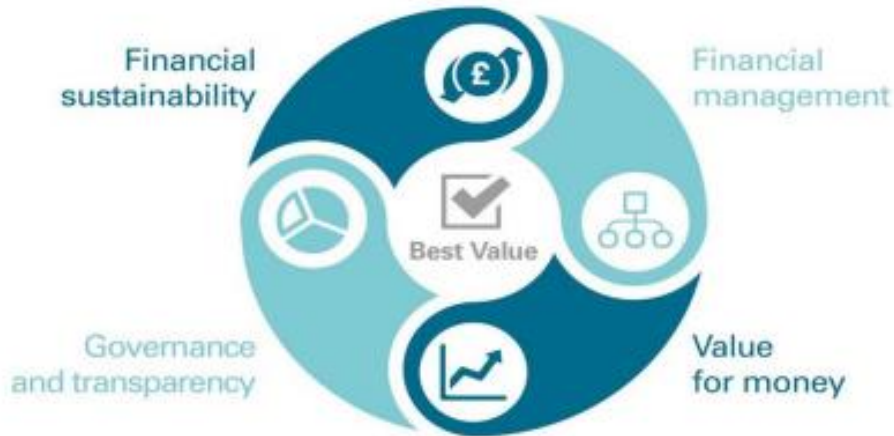 Financial
sustainability
Financial
management
£
Best Value
Governance
and transparency
Value
for money